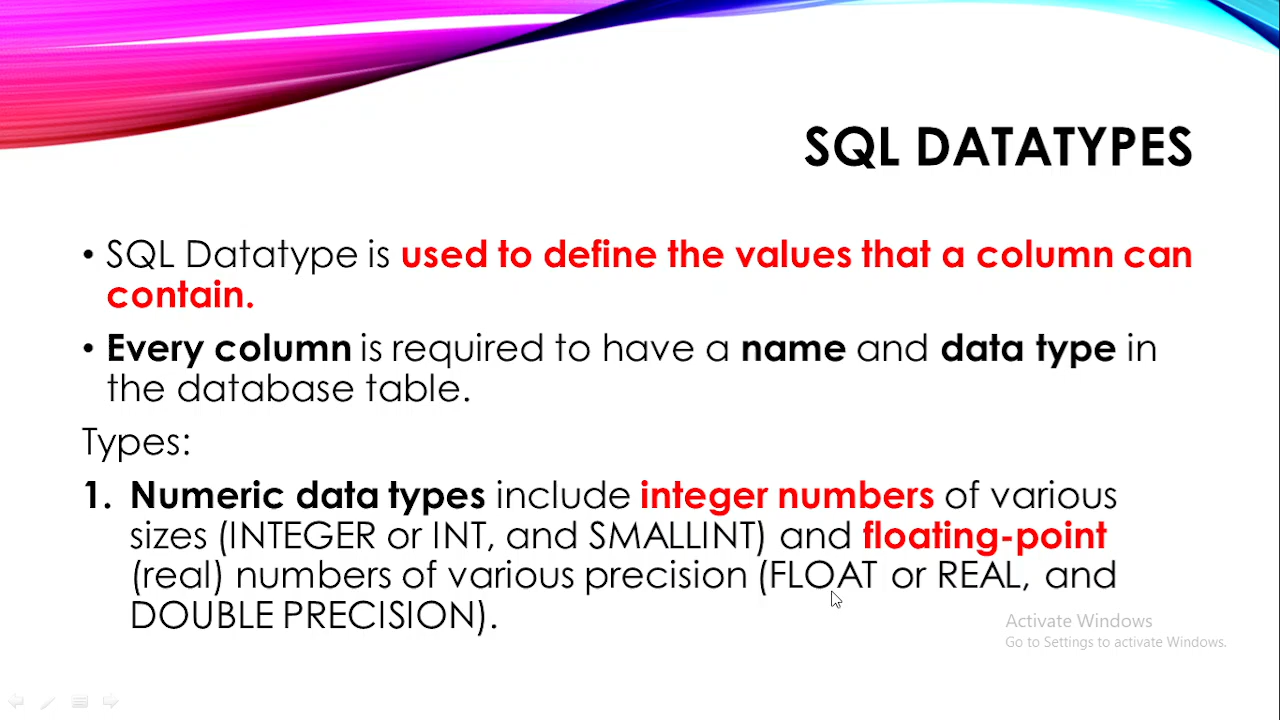 SQL DATATYPES
• SQL Datatype is used to define the values that a column can
contain.
• Every column is required to have a name and data type in
the database table.
Types:
1. Numeric data types include integer numbers of various
sizes (INTEGER or INT, and SMALLINT) and floating-point
(real) numbers of various precision (FLOAT or REAL, and
DOUBLE PRECISION).
Activate Windows
Go to Settings to activate Windows.